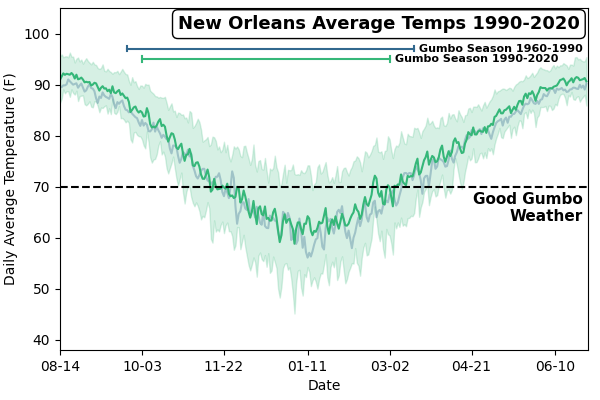 New Orleans Average Temps 1990-2020
Gumbo Season 1960-1990
Gumbo Season 1990-2020
Good Gumbo
Weather
Daily Average Temperature (F)
100
90
80
70
60
50
40
08-14
10-03
11-22
01-11
03-02
04-21
06-10
Date